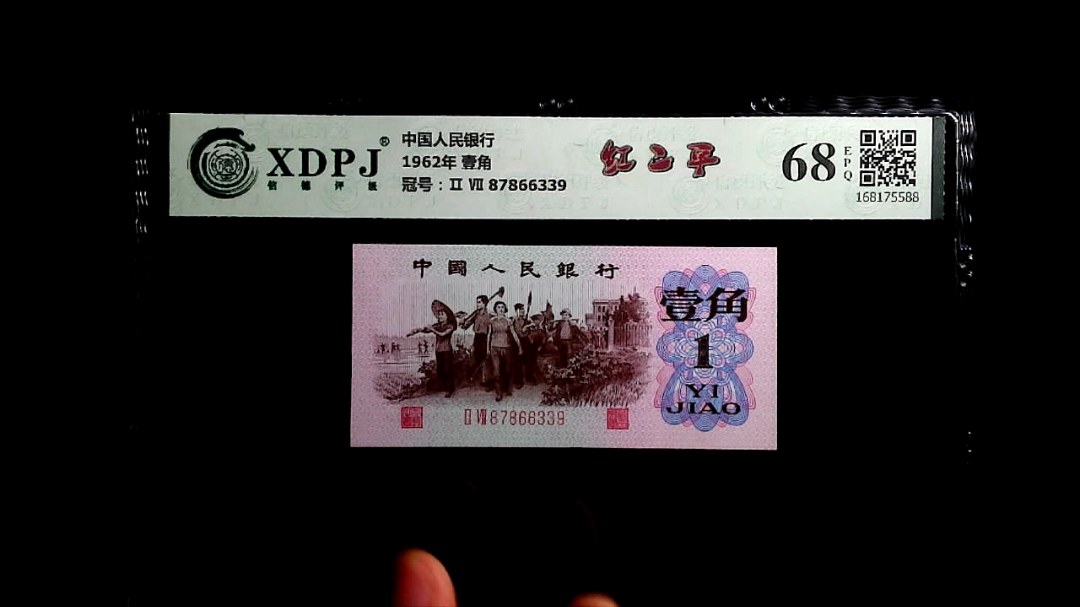 XDPJ®
信德评级
中国人民银行
1962年 壹角
冠号：II VII 87866339
红二平
68
EPQ
168175588
中國人民銀行
壹角
1
YI
JIAO
II VII 87866339